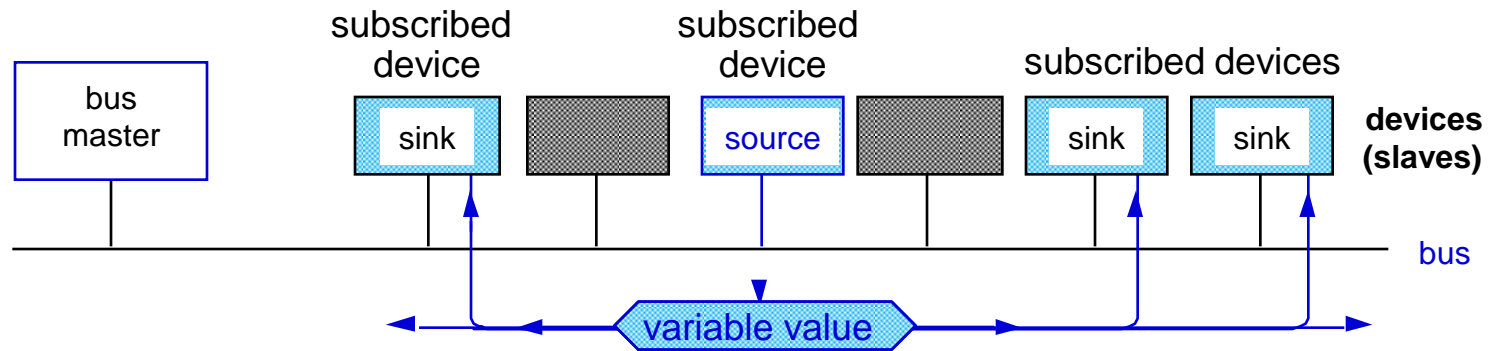 subscribed
device
subscribed
device
subscribed devices
bus
master
sink
source
sink
sink
devices
(slaves)
bus
variable value